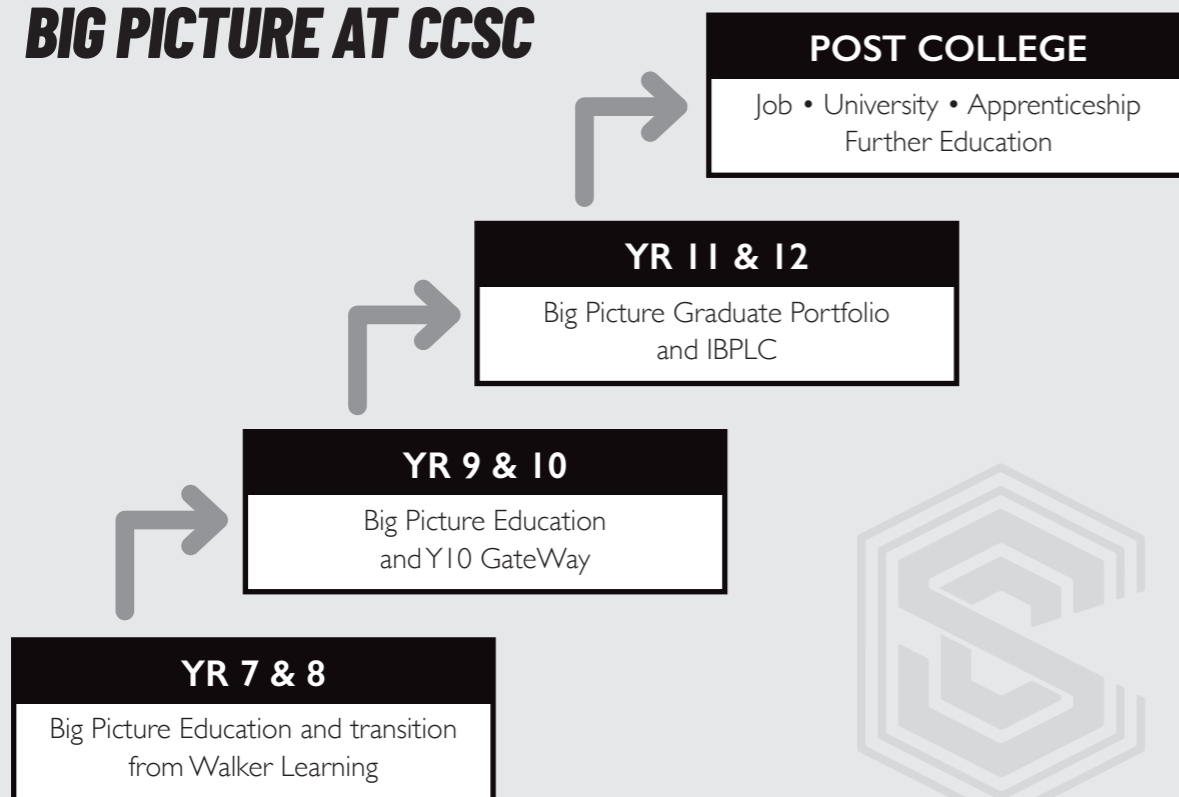 BIG PICTURE AT CCSC
POST COLLEGE
Job • University • Apprenticeship
Further Education
YR 11 & 12
Big Picture Graduate Portfolio
and IBPLC
YR 9 & 10
Big Picture Education
and Y10 GateWay
YR 7 & 8
Big Picture Education and transition
from Walker Learning